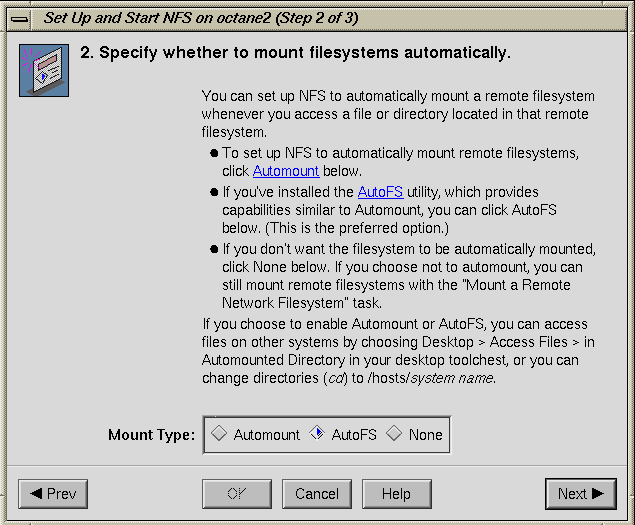 Set Up and Start NFS on octane2 (Step 2 of 3)
2. Specify whether to mount filesystems automatically.
You can set up NFS to automatically mount a remote filesystem
whenever you access a file or directory located in that remote
filesystem.
● To set up NFS to automatically mount remote filesystems,
click Automount below.
● If you've installed the AutoFS utility, which provides
capabilities similar to Automount, you can click AutoFS
below. (This is the preferred option.)
● If you don't want the filesystem to be automatically mounted,
click None below. If you choose not to automount, you can
still mount remote filesystems with the "Mount a Remote
Network Filesystem" task.
If you choose to enable Automount or AutoFS, you can access
files on other systems by choosing Desktop > Access Files > in
Automounted Directory in your desktop toolchest, or you can
change directories (cd) to /hosts/system name.
Mount Type: Automount AutoFS None
Prev OK Cancel Help Next